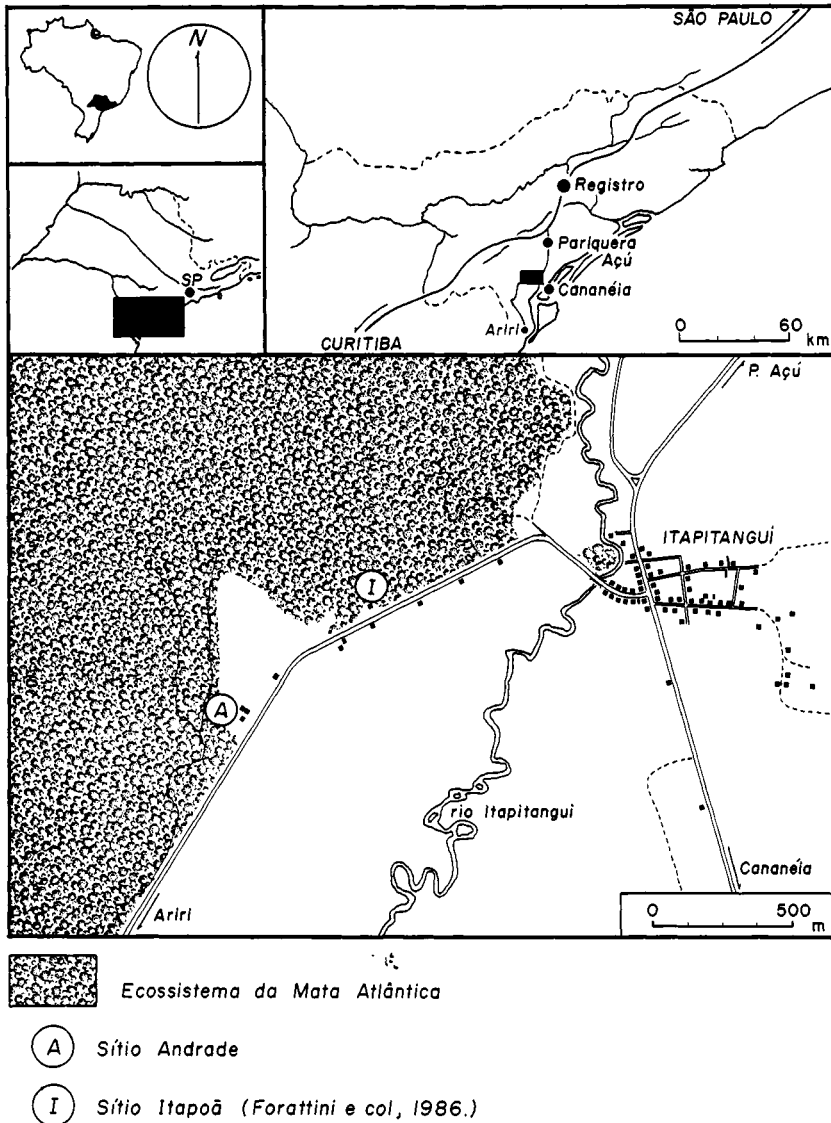 N
SP
SÃO PAULO
Registro
Pariquera
Açú
Cananéia
Ariri
CURITIBA
0 60
km
P. Açú
ITAPITANGUÍ
I
A
rio Itapitangui
Cananéia
Ariri
0 500
m
Ecossistema da Mata Atlântica
A Sítio Andrade
I Sítio Itapoã (Forattini e col, 1986.)